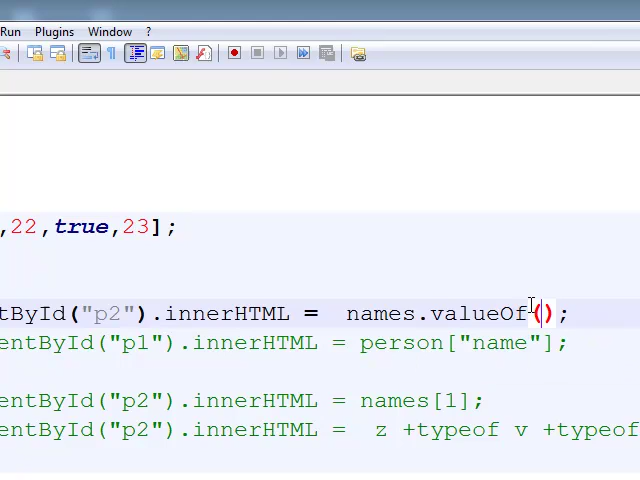 Run Plugins Window ?
,22,true,23];
tById("p2").innerHTML =  names.valueOf();
entById("p1").innerHTML = person["name"];
entById("p2").innerHTML = names[1];
entById("p2").innerHTML =  z +typeof v +typeof